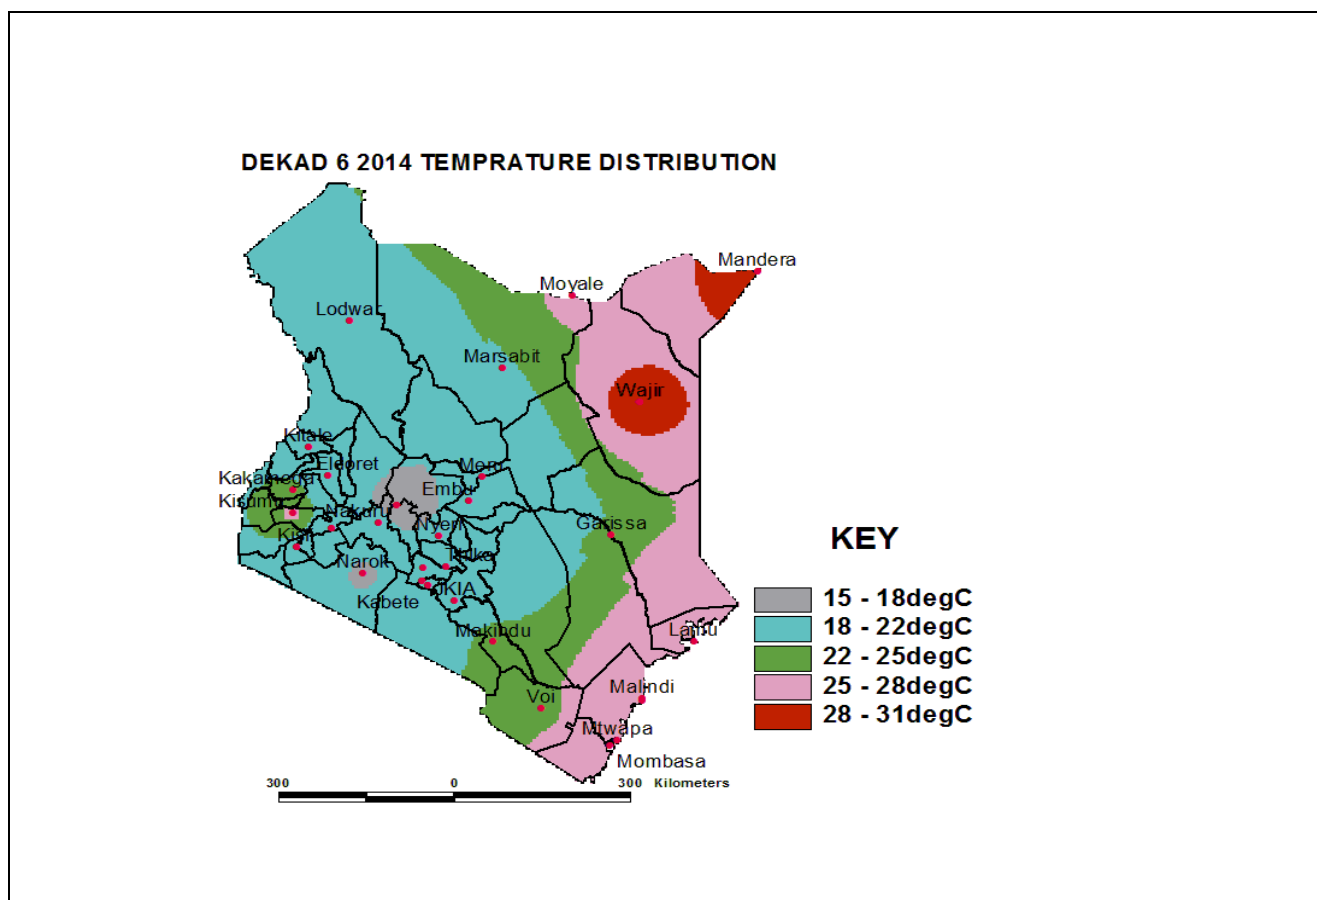 DEKAD 6 2014 TEMPRATURE DISTRIBUTION
Mandera
Moyale
Lodwar
Marsabit
Wajir
Kitale
Eldoret
Meru
Kakamega
Embu
Kisumu
Nakuru
Nyeri
Garissa
KEY
Kisii
Narok
Thika
JKIA
15 - 18degC
Kabete
18 - 22degC
Makindu
Lamu
22 - 25degC
Voi
Malindi
25 - 28degC
28 - 31degC
Mtwapa
Mombasa
300 0 300 Kilometers